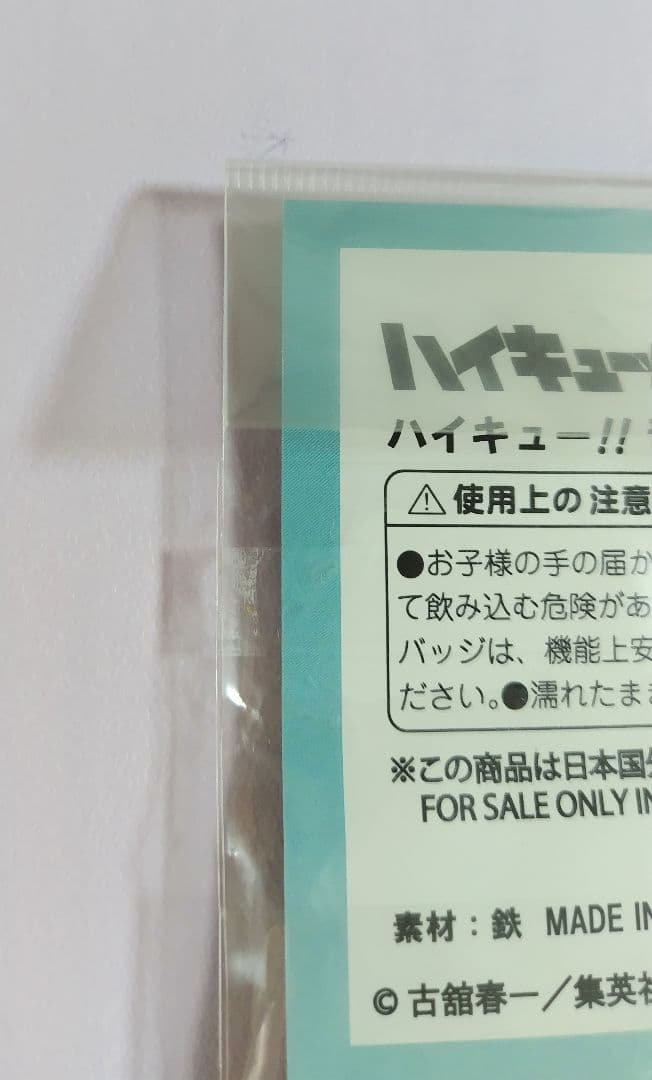 ハイキュー
ハイキュー!!
⚠使用上の注意
●お子様の手の届か
て飲み込む危険があ
バッジは、機能上安
ださい。●濡れたまま
※この商品は日本国
FOR SALE ONLY IN
素材：鉄 MADE IN
© 古舘春一／集英社